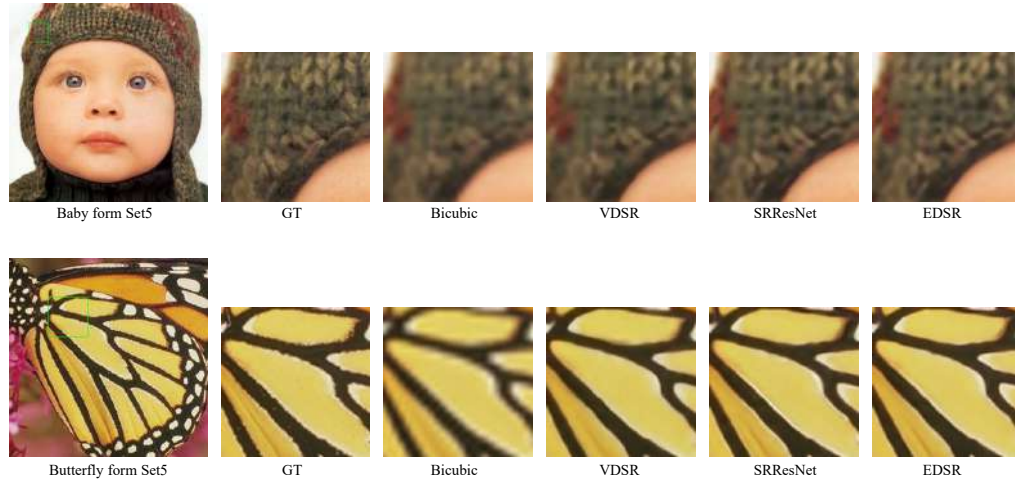 Baby form Set5 GT Bicubic VDSR SRResNet EDSR
Butterfly form Set5 GT Bicubic VDSR SRResNet EDSR